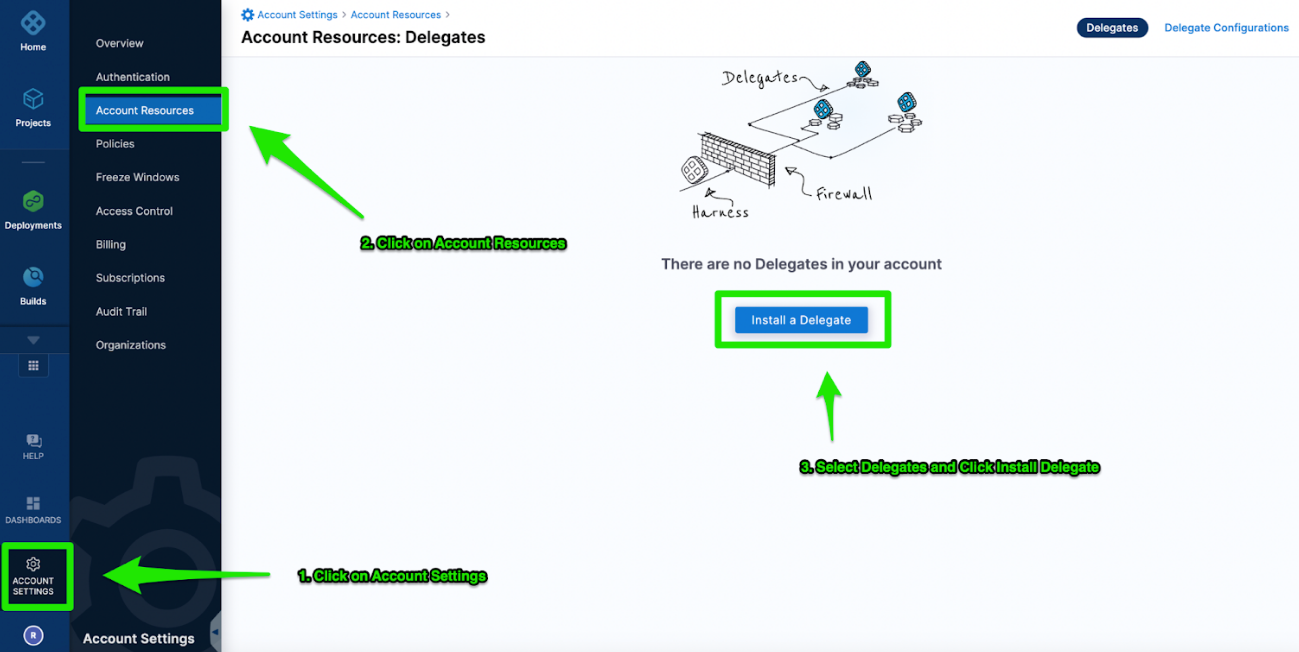 Home
Projects
Deployments
Builds
HELP
DASHBOARDS
ACCOUNT
SETTINGS
R
Overview
Authentication
Account Resources
Policies
Freeze Windows
Access Control
Billing
Subscriptions
Audit Trail
Organizations
Account Settings
Account Settings > Account Resources >
Account Resources: Delegates
Delegates
Delegate Configurations
Delegates
Firewall
Harness
2. Click on Account Resources
There are no Delegates in your account
Install a Delegate
3. Select Delegates and Click Install Delegate
1. Click on Account Settings